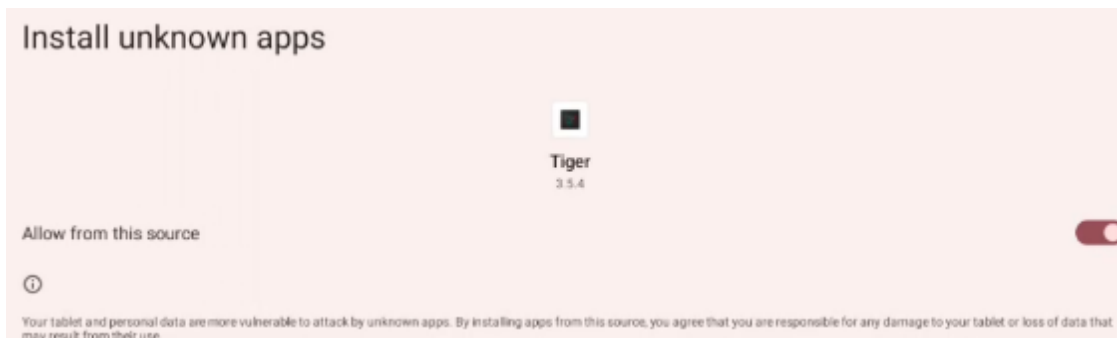 Install unknown apps
Tiger
3.5.4
Allow from this source
Your tablet and personal data are more vulnerable to attack by unknown apps. By installing apps from this source, you agree that you are responsible for any damage to your tablet or loss of data that
may result from their use.